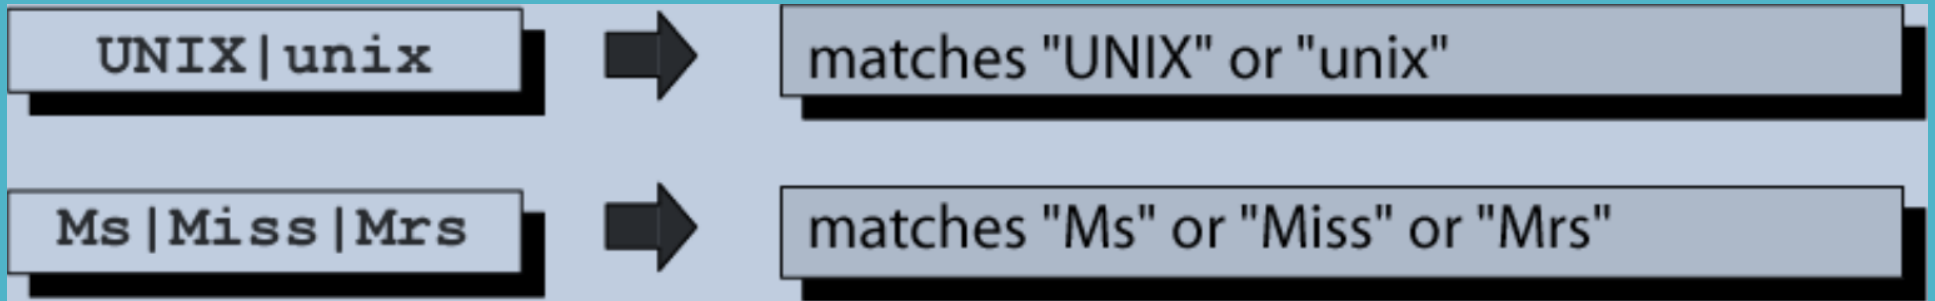 UNIX|unix matches "UNIX" or "unix"
Ms|Miss|Mrs matches "Ms" or "Miss" or "Mrs"